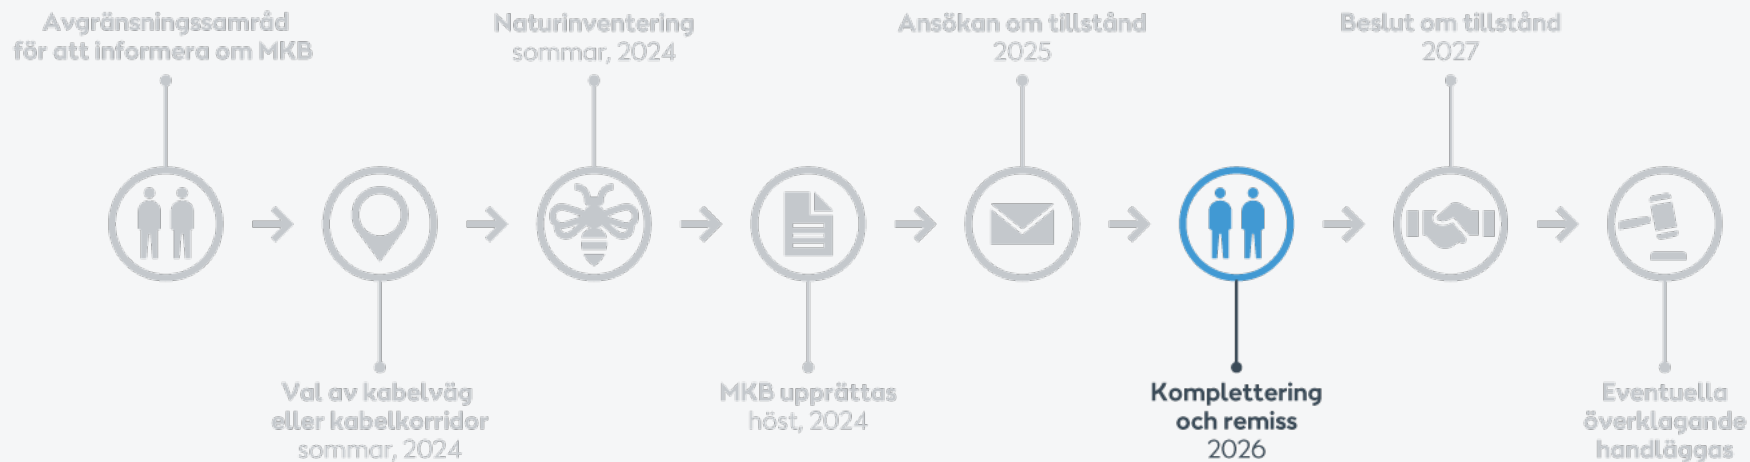 Avgränsningssamråd
för att informera om MKB
Val av kabelväg
eller kabelkorridor
sommar, 2024
Naturinventering
sommar, 2024
MKB upprättas
höst, 2024
Ansökan om tillstånd
2025
Komplettering
och remiss
2026
Beslut om tillstånd
2027
Eventuella
överklagande
handläggas